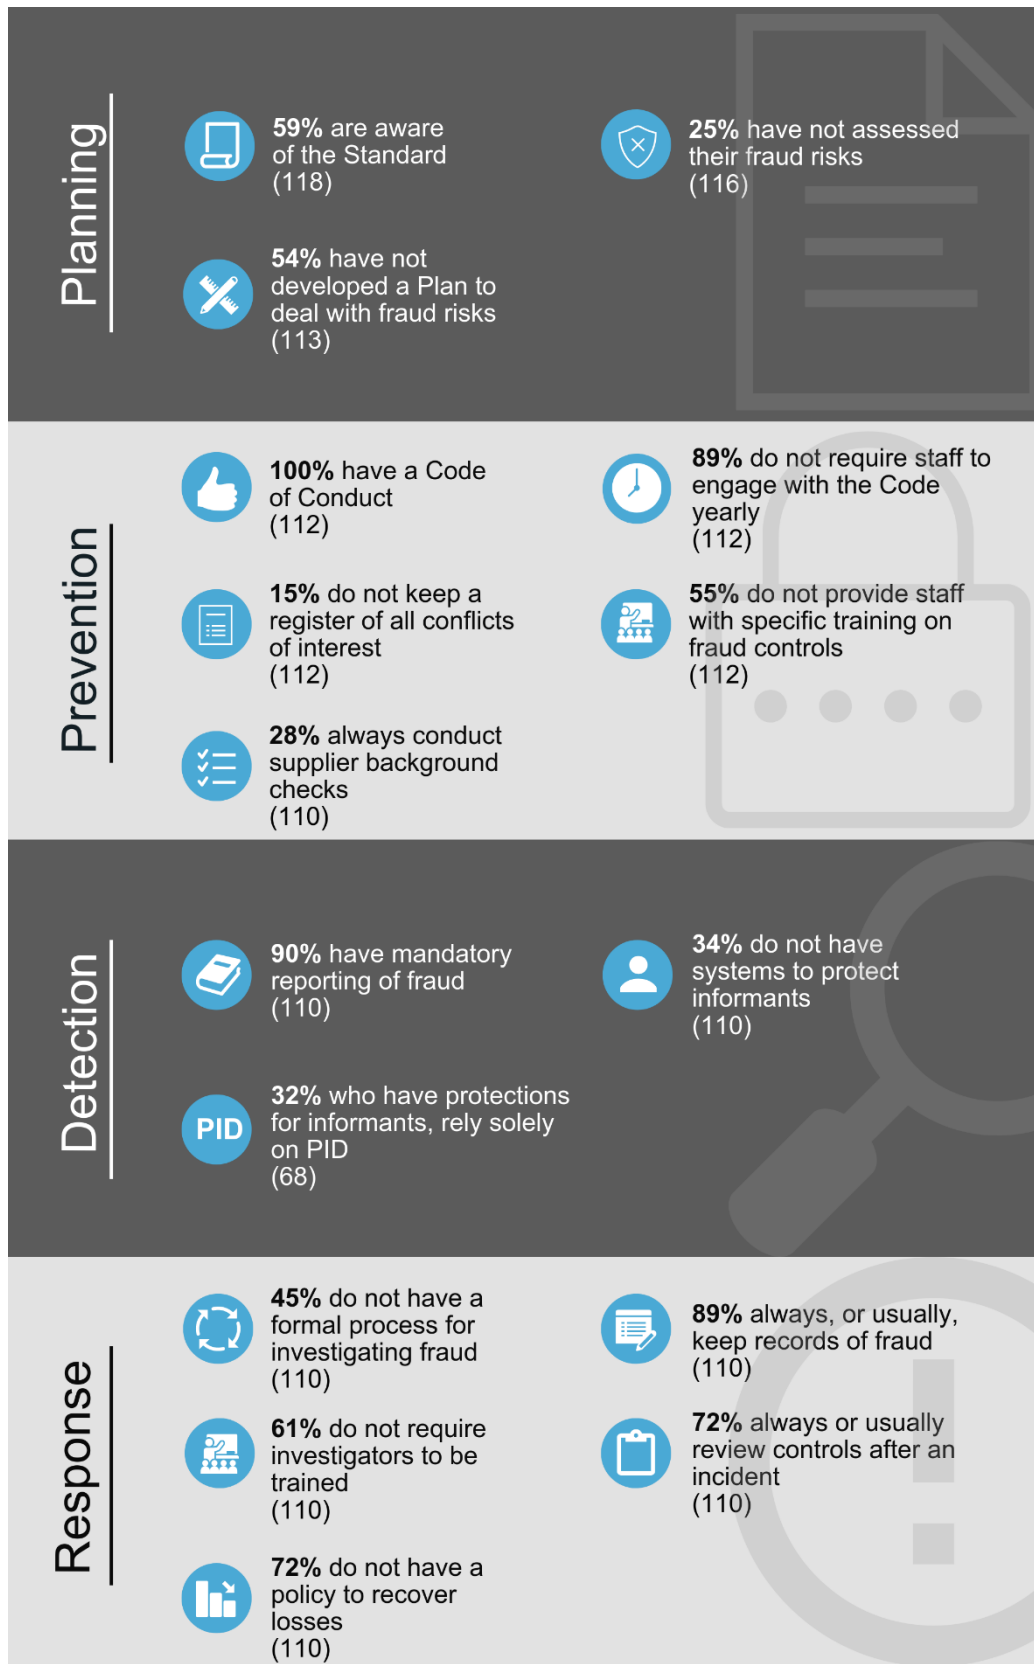 Planning
59% are aware
of the Standard
(118)
25% have not assessed
their fraud risks
(116)
54% have not
developed a Plan to
deal with fraud risks
(113)
Prevention
100% have a Code
of Conduct
(112)
89% do not require staff to
engage with the Code
yearly
(112)
15% do not keep a
register of all conflicts
of interest
(112)
55% do not provide staff
with specific training on
fraud controls
(112)
28% always conduct
supplier background
checks
(110)
Detection
90% have mandatory
reporting of fraud
(110)
34% do not have
systems to protect
informants
(110)
PID
32% who have protections
for informants, rely solely
on PID
(68)
Response
45% do not have a
formal process for
investigating fraud
(110)
89% always, or usually,
keep records of fraud
(110)
61% do not require
investigators to be
trained
(110)
72% always or usually
review controls after an
incident
(110)
72% do not have a
policy to recover
losses
(110)